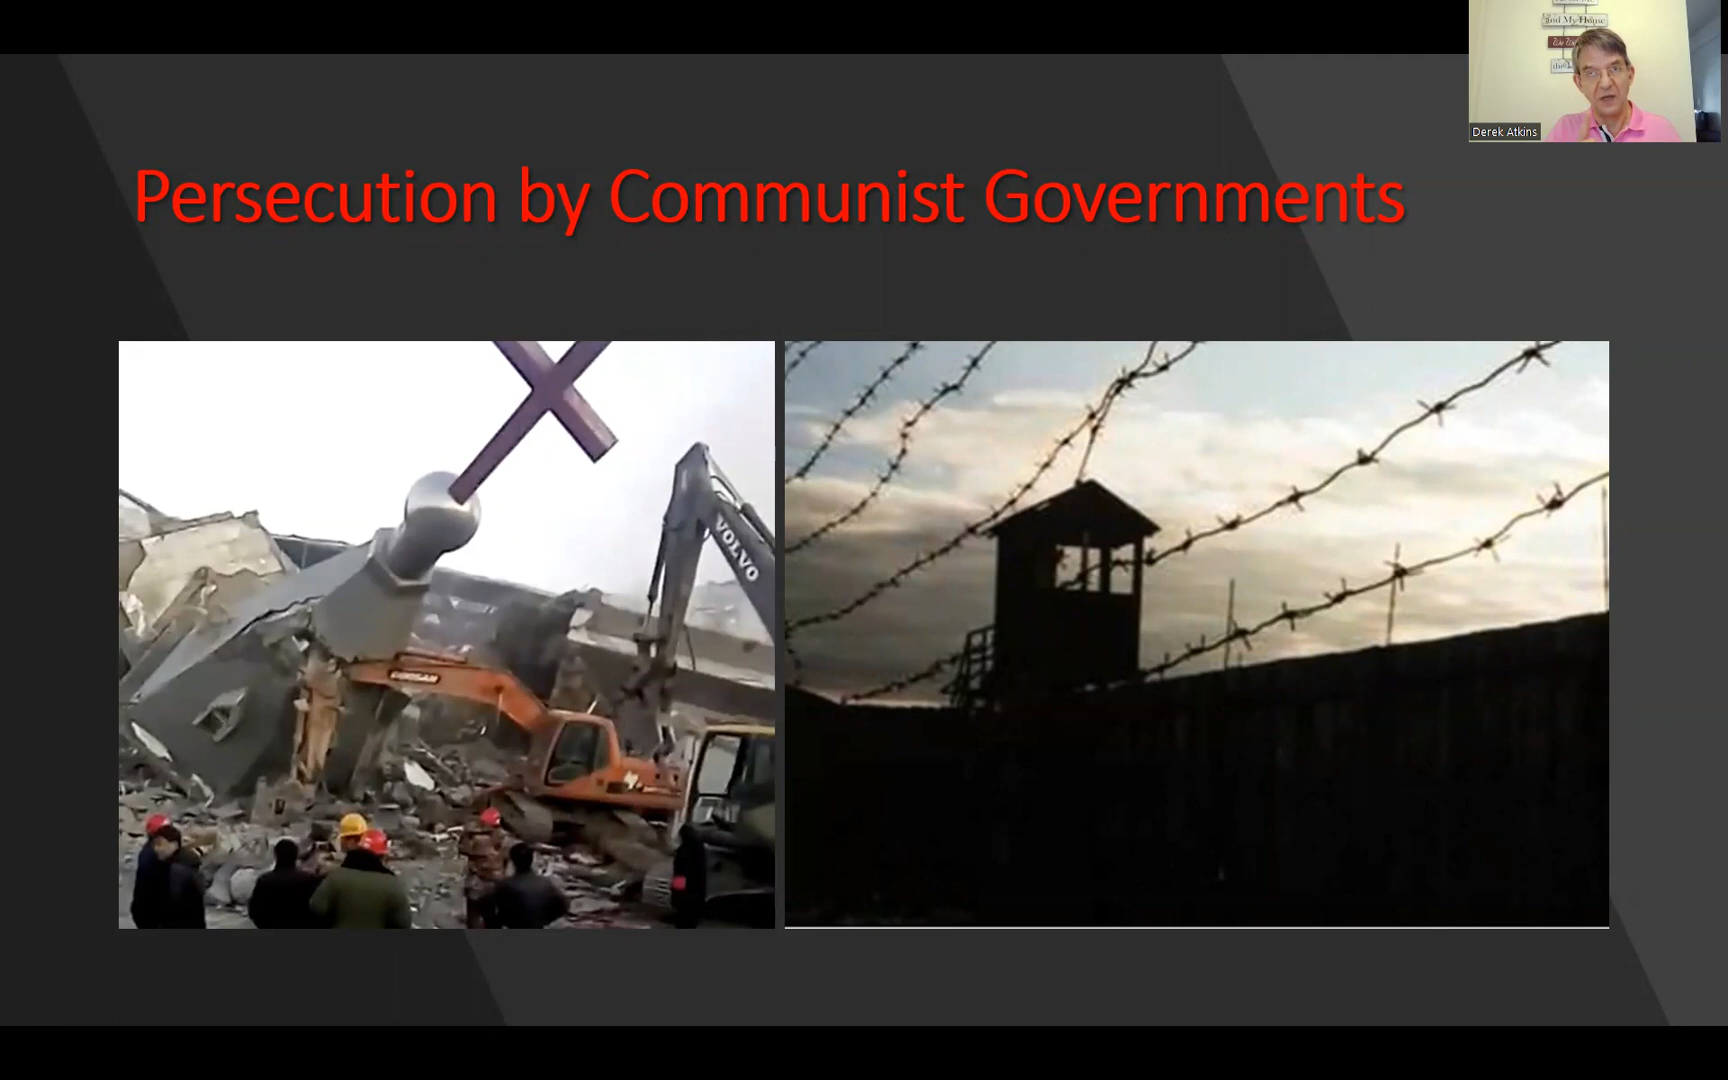 and My House
Derek Atkins
Persecution by Communist Governments
VOLVO
DOOSAN